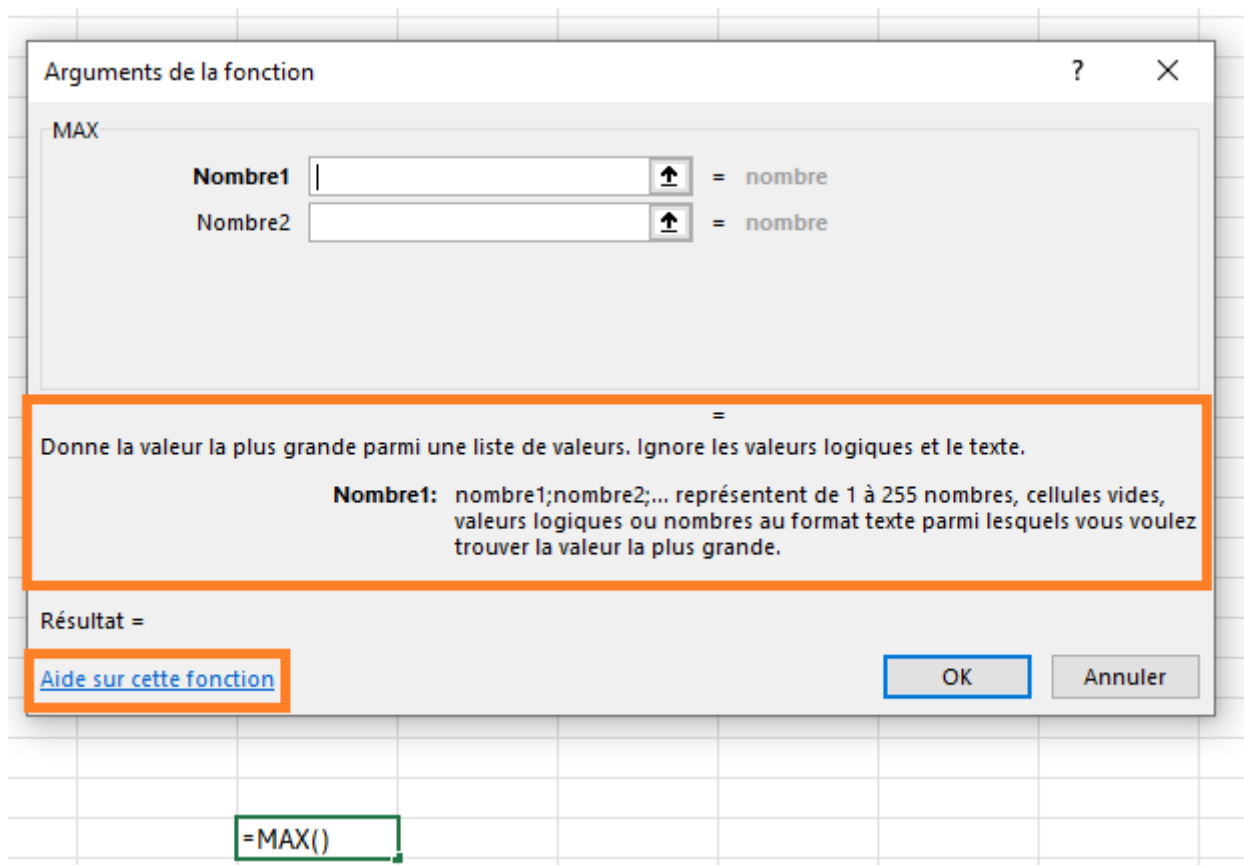 Arguments de la fonction ? ×
MAX
Nombre1 = nombre
Nombre2 = nombre
=
Donne la valeur la plus grande parmi une liste de valeurs. Ignore les valeurs logiques et le texte.
Nombre1: nombre1;nombre2;... représentent de 1 à 255 nombres, cellules vides,
valeurs logiques ou nombres au format texte parmi lesquels vous voulez
trouver la valeur la plus grande.
Résultat =
Aide sur cette fonction OK Annuler
=MAX()